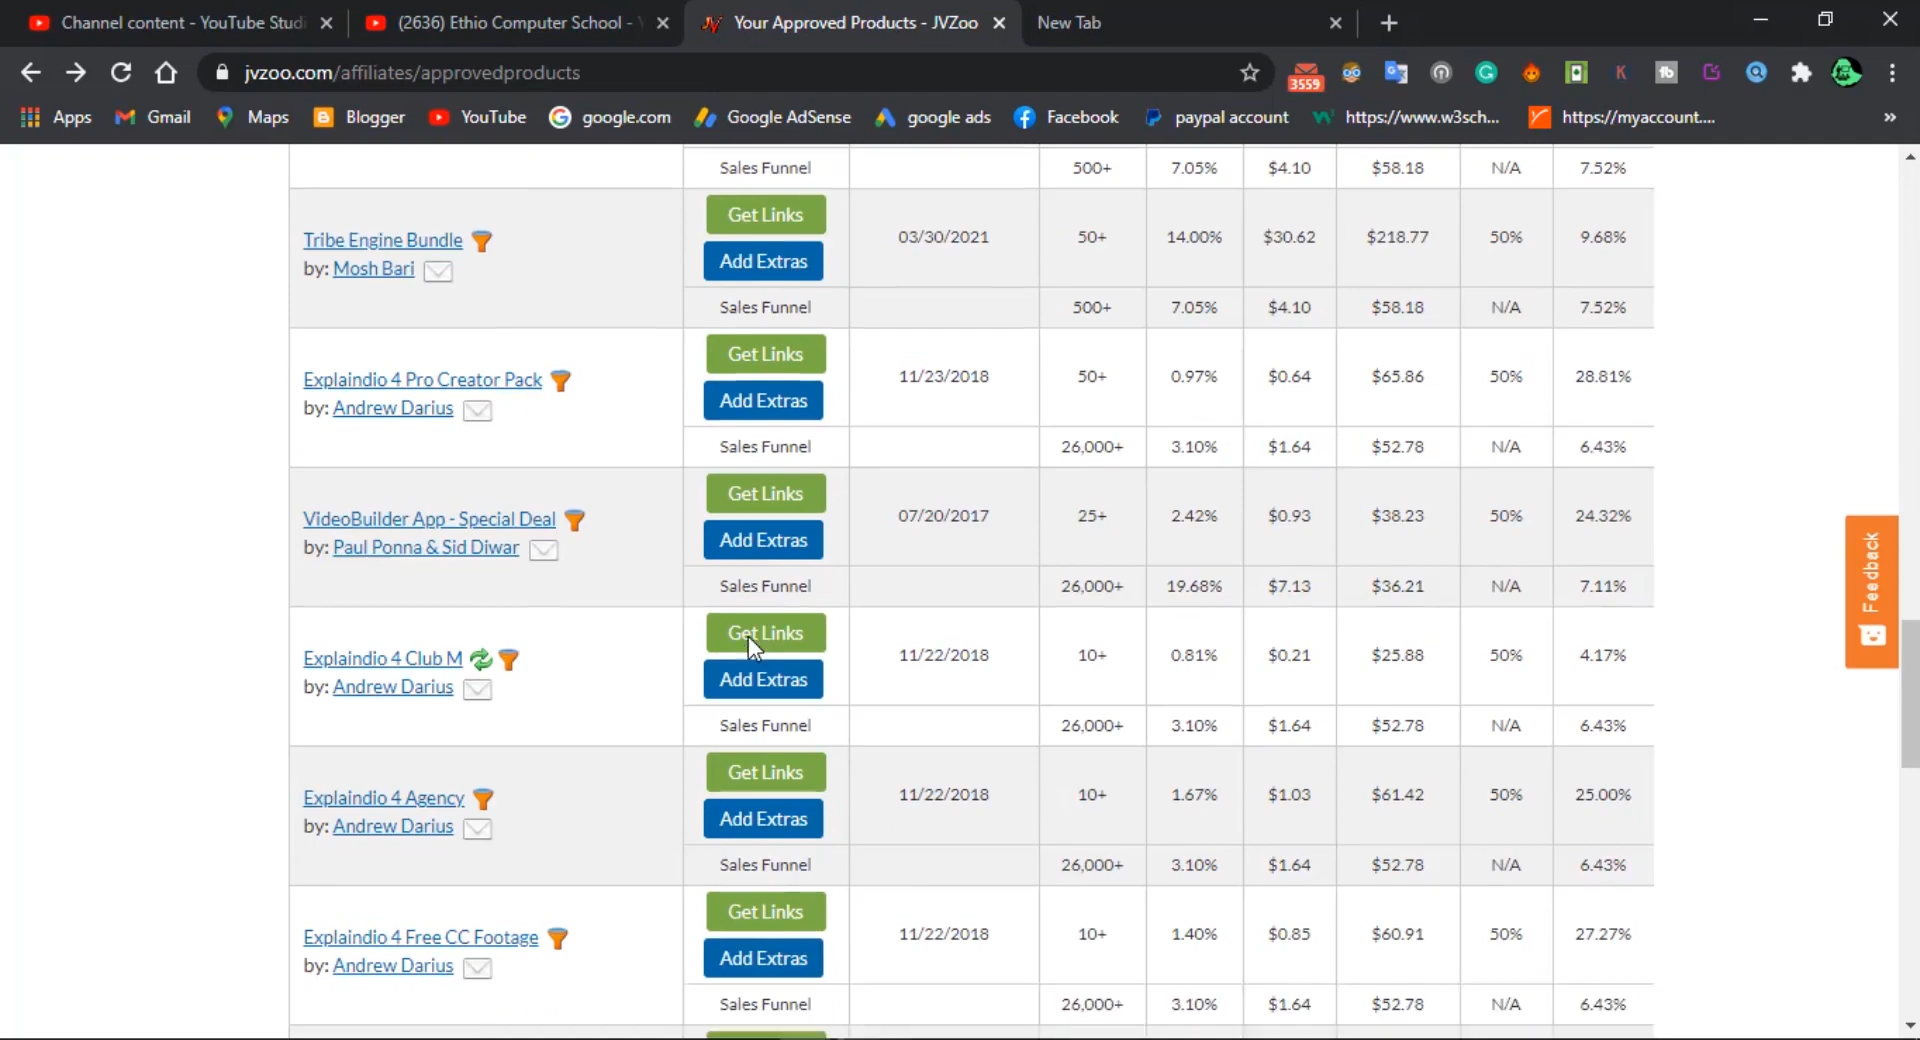 Channel content - YouTube Studi
(2636) Ethio Computer School -
Your Approved Products - JVZoo
New Tab
jvzoo.com/affiliates/approvedproducts
3559
Apps Gmail Maps Blogger YouTube google.com Google AdSense google ads Facebook paypal account https://www.w3sch... https://myaccount.... »
Sales Funnel 500+ 7.05% $4.10 $58.18 N/A 7.52%
Get Links
Tribe Engine Bundle 03/30/2021 50+ 14.00% $30.62 $218.77 50% 9.68%
by: Mosh Bari Add Extras
Sales Funnel 500+ 7.05% $4.10 $58.18 N/A 7.52%
Get Links
Explaindio 4 Pro Creator Pack 11/23/2018 50+ 0.97% $0.64 $65.86 50% 28.81%
by: Andrew Darius Add Extras
Sales Funnel 26,000+ 3.10% $1.64 $52.78 N/A 6.43%
Get Links
VideoBuilder App - Special Deal 07/20/2017 25+ 2.42% $0.93 $38.23 50% 24.32%
by: Paul Ponna & Sid Diwar Add Extras
Sales Funnel 26,000+ 19.68% $7.13 $36.21 N/A 7.11%
Get Links
Explaindio 4 Club M 11/22/2018 10+ 0.81% $0.21 $25.88 50% 4.17%
by: Andrew Darius Add Extras
Sales Funnel 26,000+ 3.10% $1.64 $52.78 N/A 6.43%
Get Links
Explaindio 4 Agency 11/22/2018 10+ 1.67% $1.03 $61.42 50% 25.00%
by: Andrew Darius Add Extras
Sales Funnel 26,000+ 3.10% $1.64 $52.78 N/A 6.43%
Get Links
Explaindio 4 Free CC Footage 11/22/2018 10+ 1.40% $0.85 $60.91 50% 27.27%
by: Andrew Darius Add Extras
Sales Funnel 26,000+ 3.10% $1.64 $52.78 N/A 6.43%
Feedback